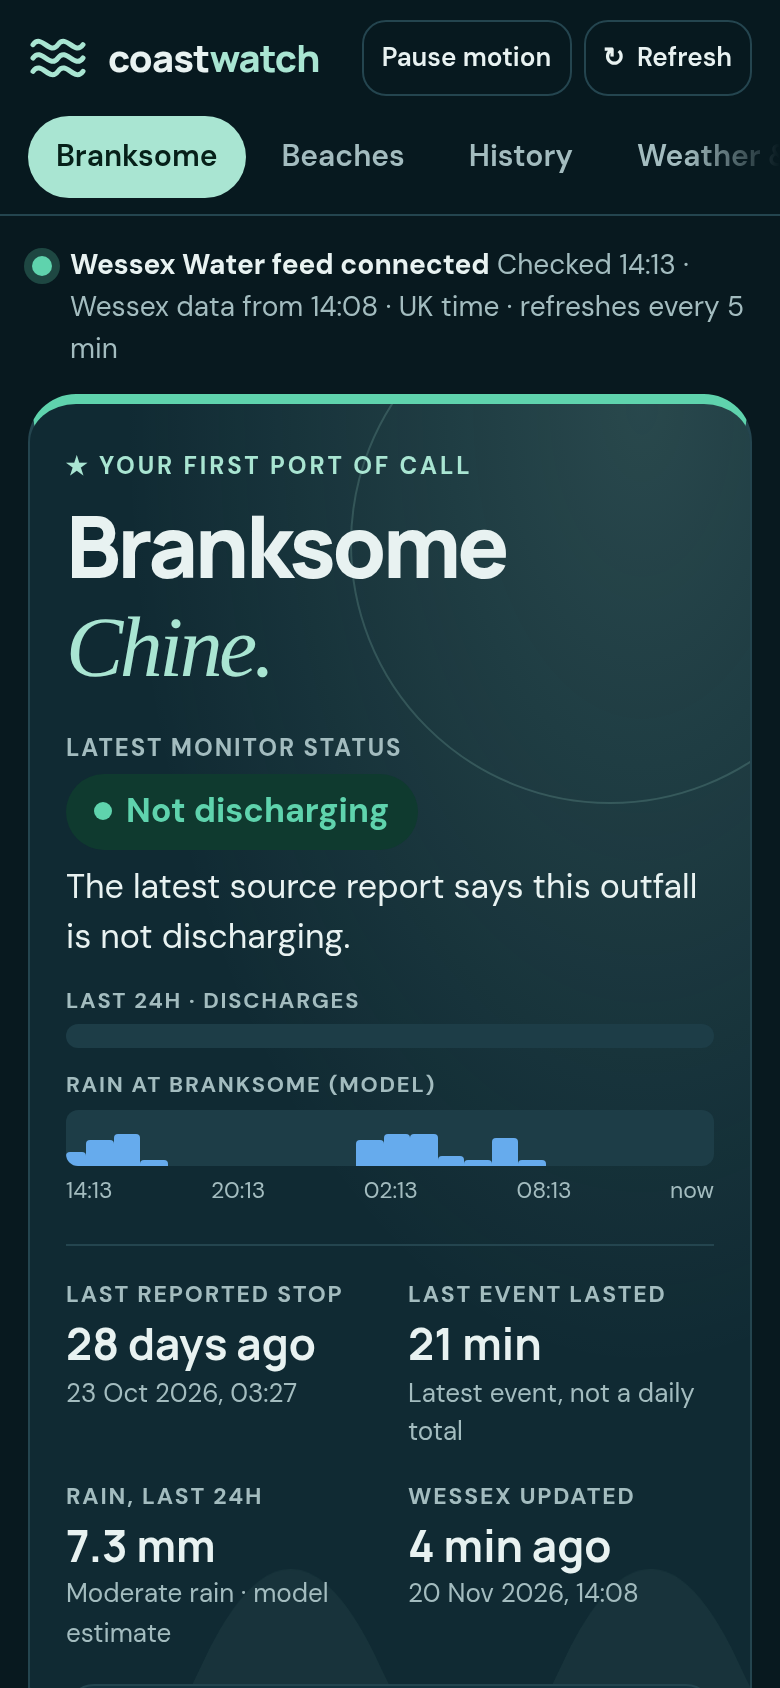 coastwatch
Pause motion
↻ Refresh
Branksome
Beaches
History
Weather
Wessex Water feed connected Checked 14:13 ·
Wessex data from 14:08 · UK time · refreshes every 5
min
★ YOUR FIRST PORT OF CALL
Branksome
Chine.
LATEST MONITOR STATUS
Not discharging
The latest source report says this outfall
is not discharging.
LAST 24H · DISCHARGES
RAIN AT BRANKSOME (MODEL)
14:13 20:13 02:13 08:13 now
LAST REPORTED STOP
28 days ago
23 Oct 2026, 03:27
LAST EVENT LASTED
21 min
Latest event, not a daily
total
RAIN, LAST 24H
7.3 mm
Moderate rain · model
estimate
WESSEX UPDATED
4 min ago
20 Nov 2026, 14:08